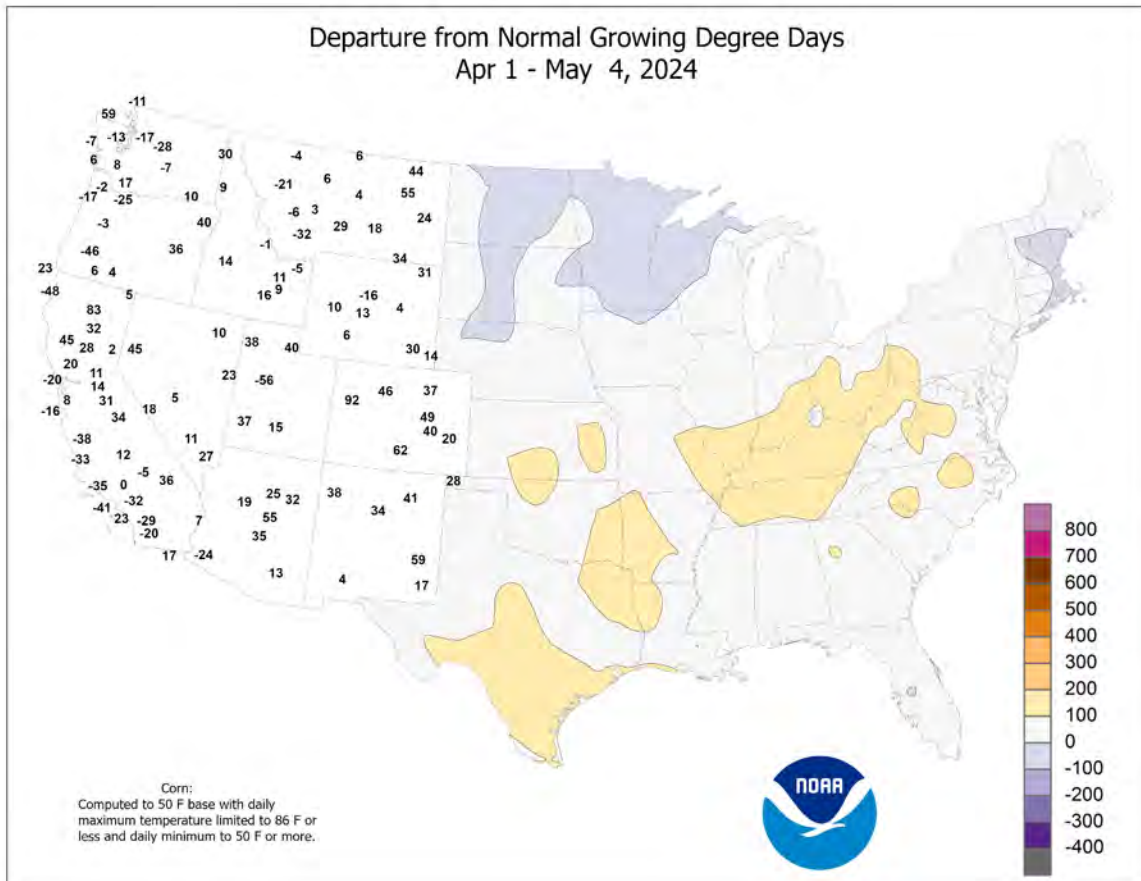 Departure from Normal Growing Degree Days
Apr 1 - May  4, 2024
-11
59
-7 -13 -17
-28
30 -4 6
6 8 -7 44
-21 6
-2 17 9 4 55
-17 -25 10
-6 3 24
-3 40 29 18
-32
-46 36 -1
14 34
23 6 4 -5 31
11
-48 5 16 9 -16
10 13 4
83
32 10 6
45 38
28 2 45 40 30 14
20
-20 11 23 -56
14 46 37
8 31 5 92
-16 34 18 49
37 15 40
-38 11 20
12 27 62
-33
-5 36 28
-35 0 38
-32 19 25 32 41
-41 34
23 -29 7 55
-20 35
17 -24 59
13 4 17
800
700
600
500
400
300
200
100
0
-100
-200
-300
-400
NOAA
Corn:
Computed to 50 F base with daily
maximum temperature limited to 86 F or
less and daily minimum to 50 F or more.